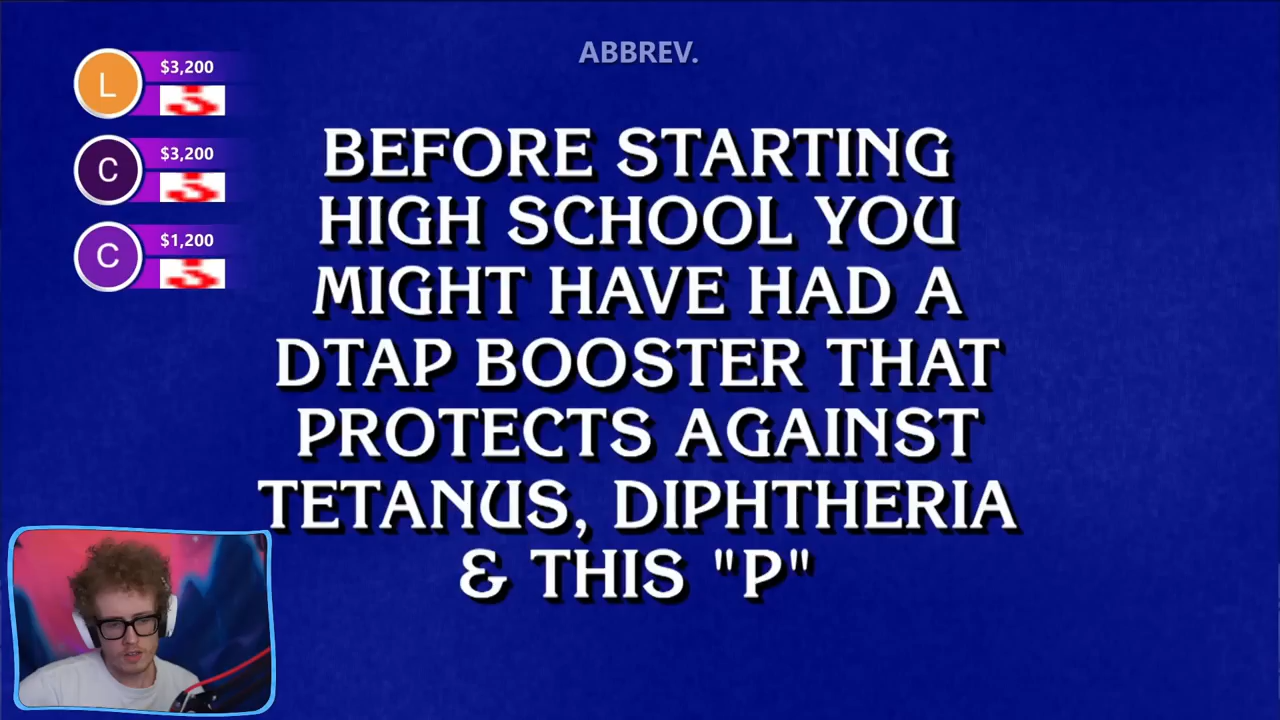 ABBREV.
L $3,200
C $3,200
C $1,200
BEFORE STARTING
HIGH SCHOOL YOU
MIGHT HAVE HAD A
DTAP BOOSTER THAT
PROTECTS AGAINST
TETANUS, DIPHTHERIA
& THIS "P"